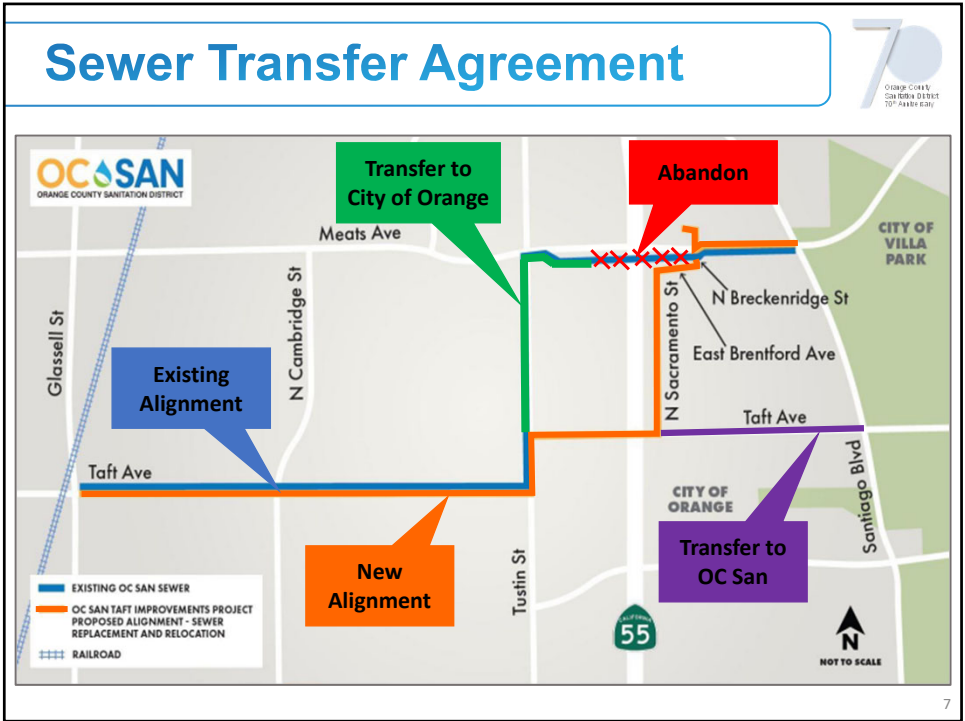 Sewer Transfer Agreement
70
Orange County
Sanitation District
70th Anniversary
OC SAN
ORANGE COUNTY SANITATION DISTRICT
Transfer to
City of Orange
Abandon
Meats Ave
CITY OF
VILLA
PARK
Glassell St
N Cambridge St
N Sacramento St
N Breckenridge St
East Brentford Ave
Existing
Alignment
Taft Ave
Taft Ave
CITY OF
ORANGE
Santiago Blvd
New
Alignment
Tustin St
Transfer to
OC San
EXISTING OC SAN SEWER
OC SAN TAFT IMPROVEMENTS PROJECT
PROPOSED ALIGNMENT - SEWER
REPLACEMENT AND RELOCATION
RAILROAD
CALIFORNIA
55
N
NOT TO SCALE
7